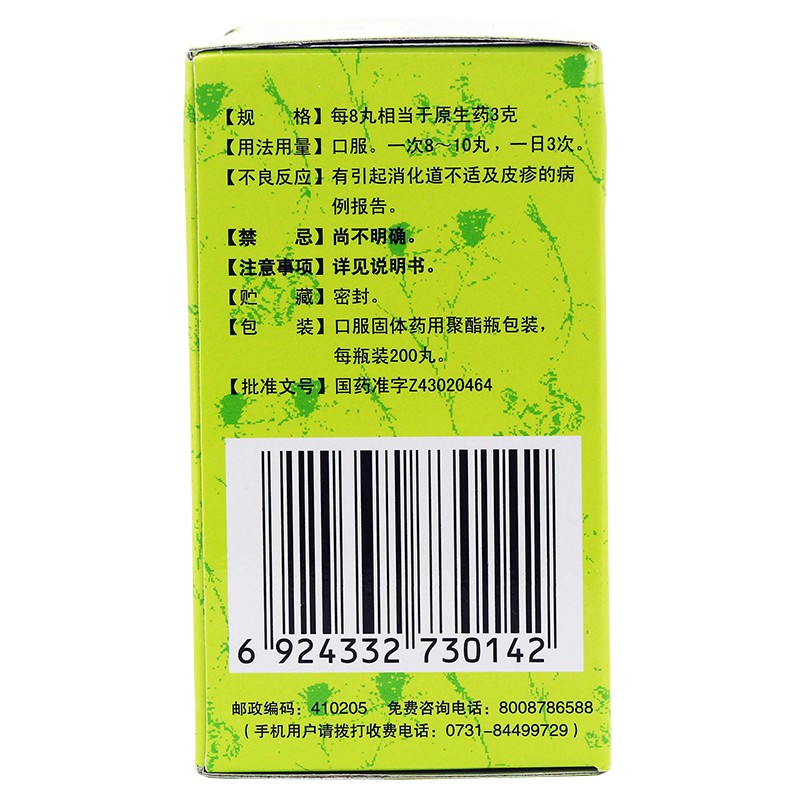 【规　　格】每8丸相当于原生药3克
【用法用量】口服。一次8～10丸，一日3次。
【不良反应】有引起消化道不适及皮疹的病
例报告。
【禁　　忌】尚不明确。
【注意事项】详见说明书。
【贮　　藏】密封。
【包　　装】口服固体药用聚酯瓶包装，
每瓶装200丸。
【批准文号】国药准字Z43020464
6 924332 730142
邮政编码：410205　免费咨询电话：8008786588
（手机用户请拨打收费电话：0731-84499729）